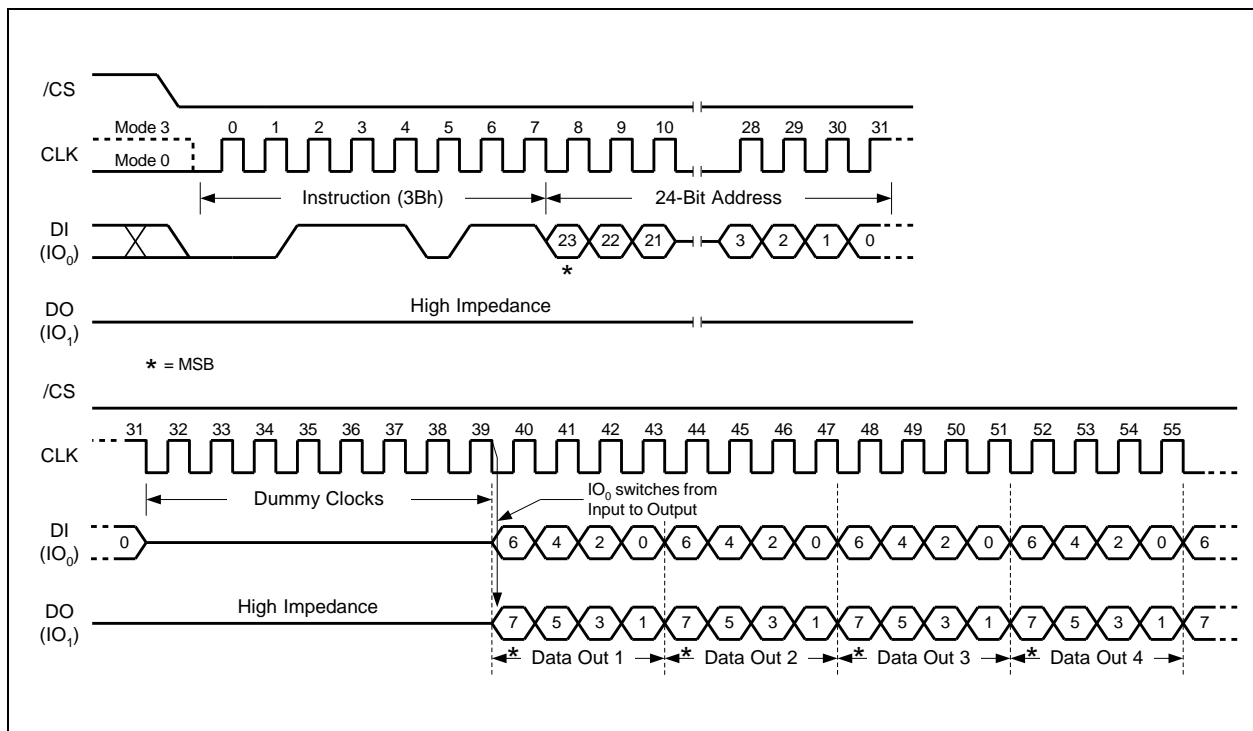 /CS
Mode 3 0 1 2 3 4 5 6 7 8 9 10 28 29 30 31
CLK
Mode 0
Instruction (3Bh) 24-Bit Address
DI
(IO0) 23 22 21 3 2 1 0
*
High Impedance
DO
(IO1)
* = MSB
/CS
31 32 33 34 35 36 37 38 39 40 41 42 43 44 45 46 47 48 49 50 51 52 53 54 55
CLK
Dummy Clocks
IO0 switches from
Input to Output
DI
(IO0) 0 6 4 2 0 6 4 2 0 6 4 2 0 6 4 2 0 6
High Impedance
DO
(IO1) 7 5 3 1 7 5 3 1 7 5 3 1 7 5 3 1 7
* Data Out 1 * Data Out 2 * Data Out 3 * Data Out 4